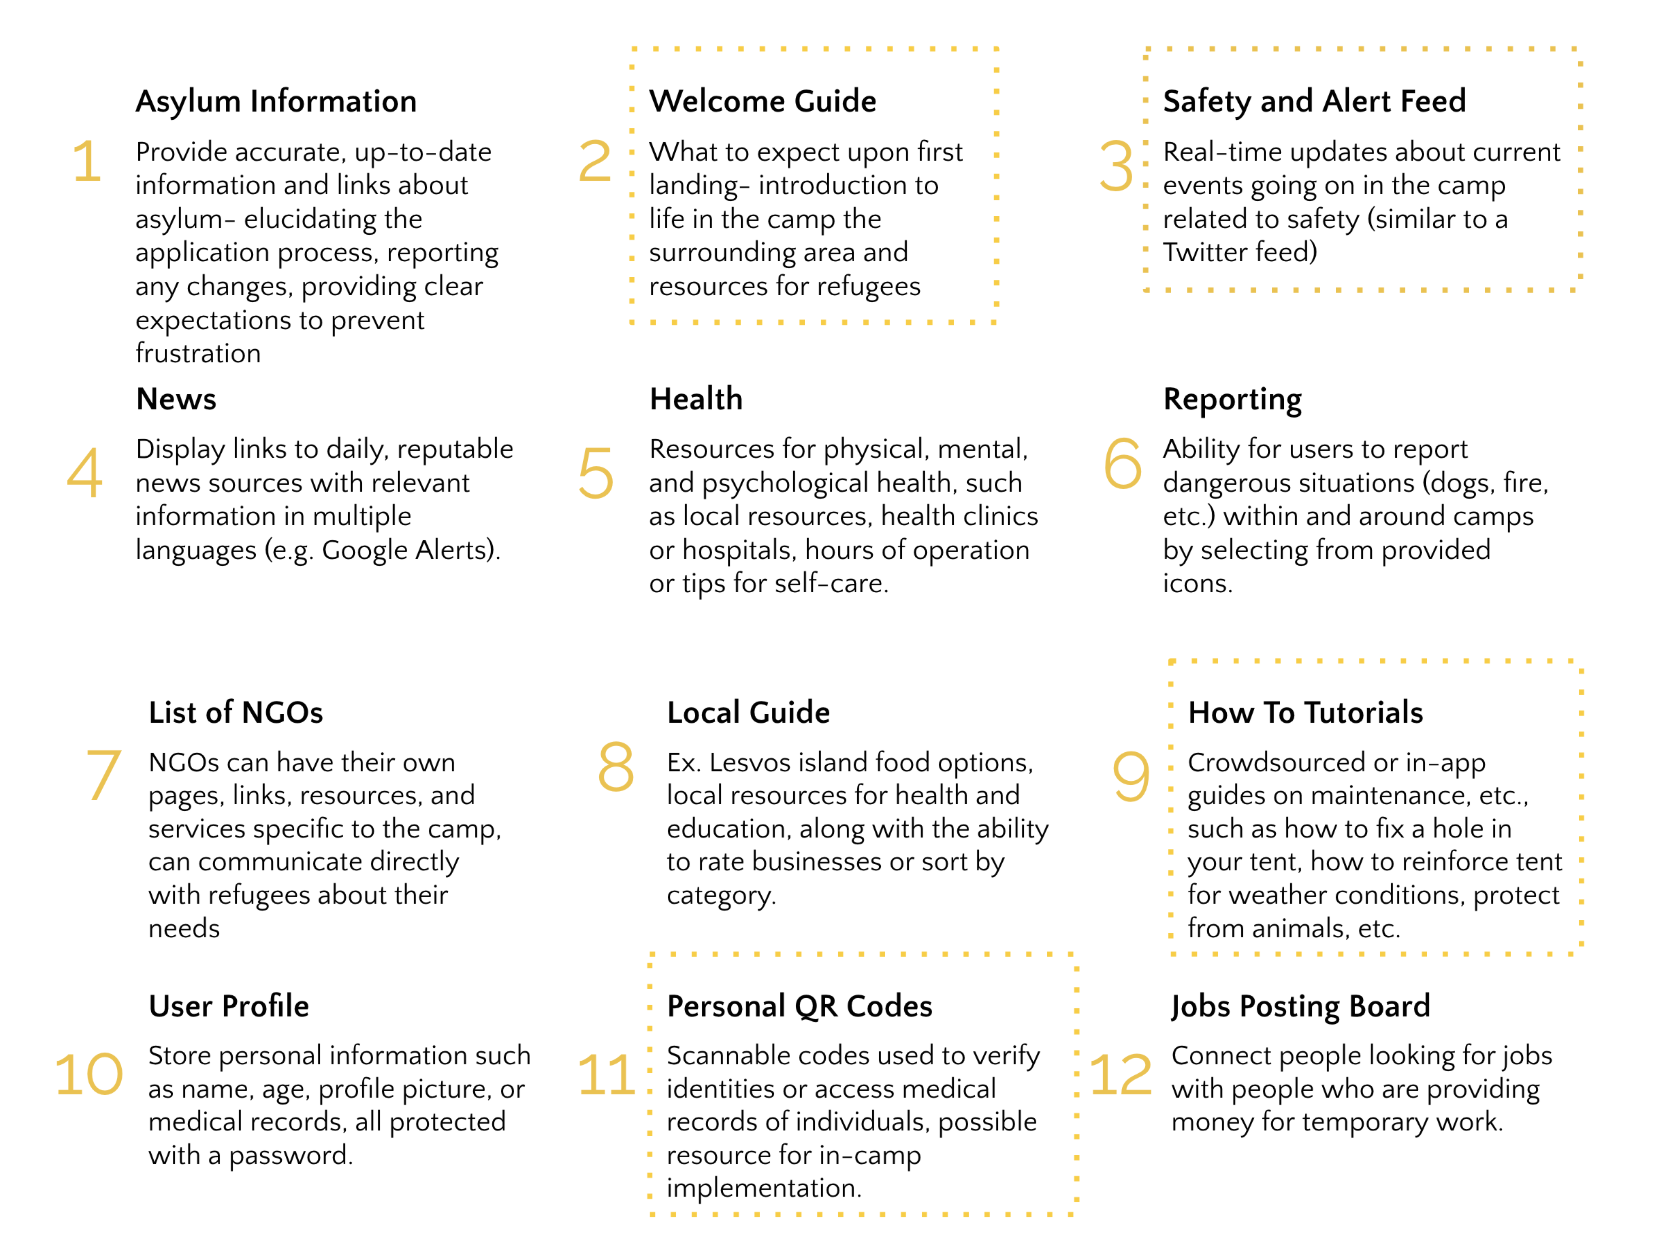 Asylum Information
1
Provide accurate, up-to-date
information and links about
asylum- elucidating the
application process, reporting
any changes, providing clear
expectations to prevent
frustration
Welcome Guide
2
What to expect upon first
landing- introduction to
life in the camp the
surrounding area and
resources for refugees
Safety and Alert Feed
3
Real-time updates about current
events going on in the camp
related to safety (similar to a
Twitter feed)
News
4
Display links to daily, reputable
news sources with relevant
information in multiple
languages (e.g. Google Alerts).
Health
5
Resources for physical, mental,
and psychological health, such
as local resources, health clinics
or hospitals, hours of operation
or tips for self-care.
Reporting
6
Ability for users to report
dangerous situations (dogs, fire,
etc.) within and around camps
by selecting from provided
icons.
List of NGOs
7
NGOs can have their own
pages, links, resources, and
services specific to the camp,
can communicate directly
with refugees about their
needs
Local Guide
8
Ex. Lesvos island food options,
local resources for health and
education, along with the ability
to rate businesses or sort by
category.
How To Tutorials
9
Crowdsourced or in-app
guides on maintenance, etc.,
such as how to fix a hole in
your tent, how to reinforce tent
for weather conditions, protect
from animals, etc.
User Profile
10
Store personal information such
as name, age, profile picture, or
medical records, all protected
with a password.
Personal QR Codes
11
Scannable codes used to verify
identities or access medical
records of individuals, possible
resource for in-camp
implementation.
Jobs Posting Board
12
Connect people looking for jobs
with people who are providing
money for temporary work.